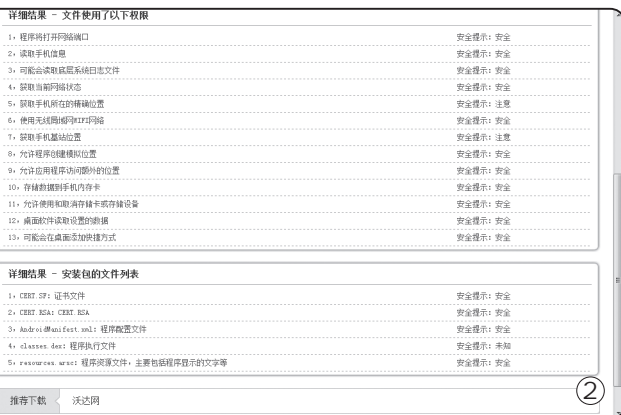 详细结果 - 文件使用了以下权限
1，程序将打开网络端口 安全提示：安全
2，读取手机信息 安全提示：安全
3，可能会读取底层系统日志文件 安全提示：安全
4，获取当前网络状态 安全提示：安全
5，获取手机所在的精确位置 安全提示：注意
6，使用无线局域网WIFI网络 安全提示：安全
7，获取手机基站位置 安全提示：注意
8，允许程序创建模拟位置 安全提示：安全
9，允许应用程序访问额外的位置 安全提示：安全
10，存储数据到手机内存卡 安全提示：安全
11，允许使用和取消存储卡或存储设备 安全提示：安全
12，桌面软件读取设置的数据 安全提示：安全
13，可能会在桌面添加快捷方式 安全提示：安全
详细结果 - 安装包的文件列表
1，CERT.SF：证书文件 安全提示：安全
2，CERT.RSA：CERT.RSA 安全提示：安全
3，AndroidManifest.xml：程序配置文件 安全提示：安全
4，classes.dex：程序执行文件 安全提示：未知
5，resources.arsc：程序资源文件，主要包括程序显示的文字等 安全提示：安全
推荐下载 沃达网
②